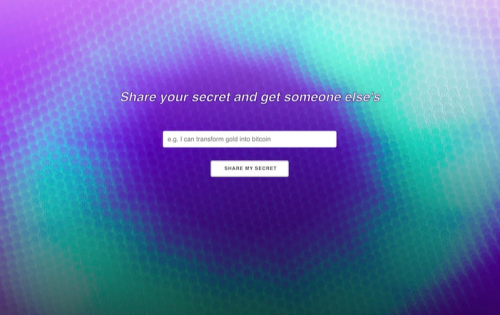 Share your secret and get someone else's
e.g. I can transform gold into bitcoin
SHARE MY SECRET